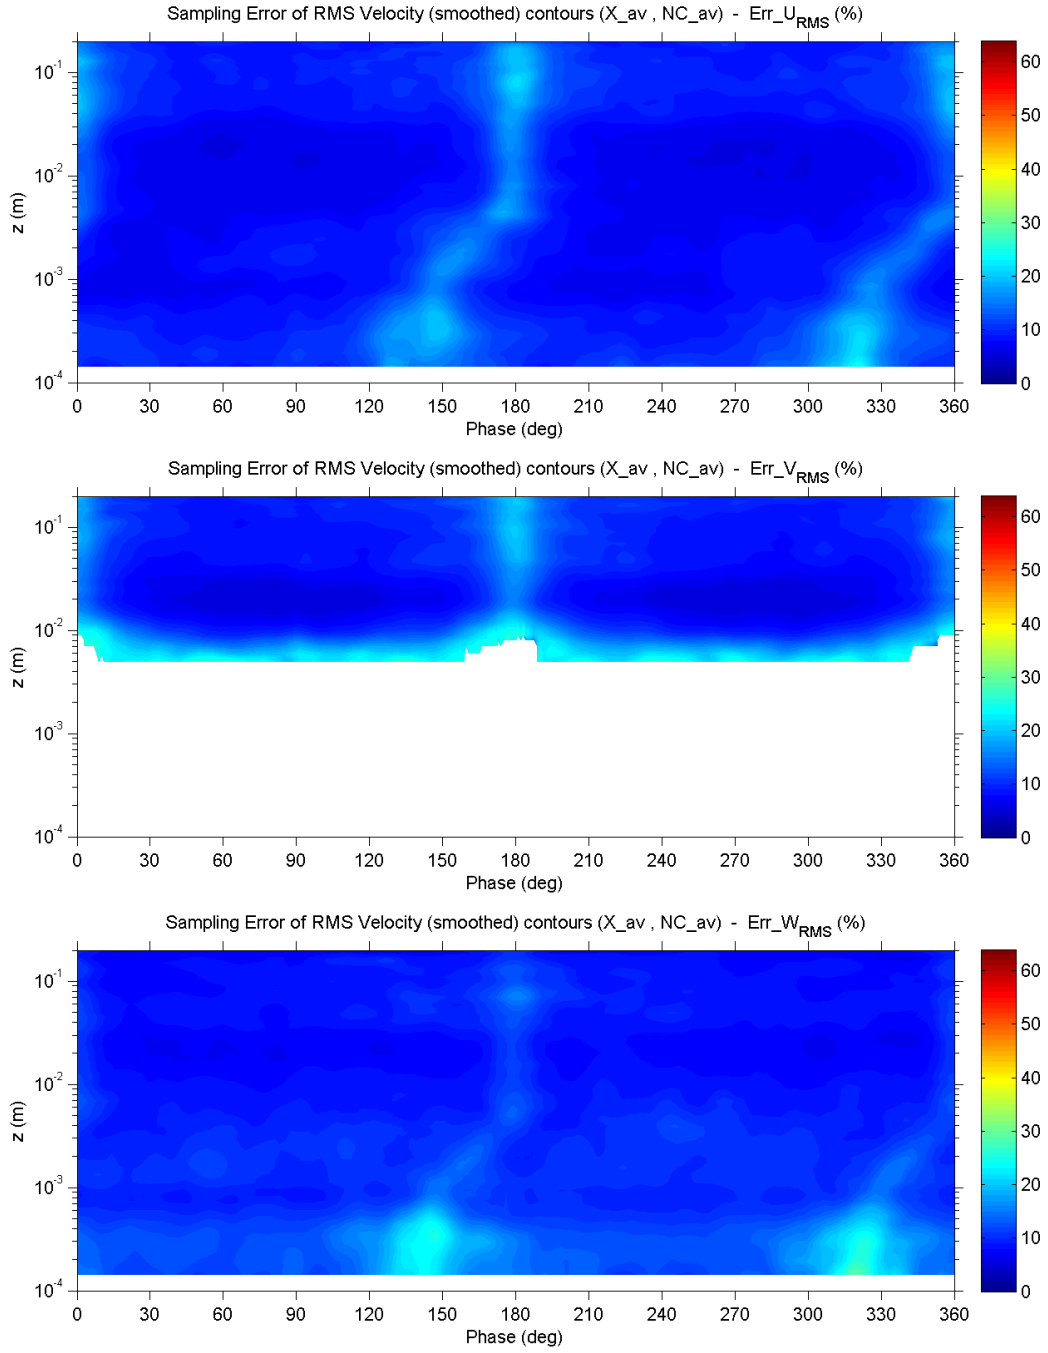 Sampling Error of RMS Velocity (smoothed) contours (X_av , NC_av) - Err_U_RMS (%)
10^-1
10^-2
10^-3
10^-4
z (m)
0 30 60 90 120 150 180 210 240 270 300 330 360
Phase (deg)
60
50
40
30
20
10
0
Sampling Error of RMS Velocity (smoothed) contours (X_av , NC_av) - Err_V_RMS (%)
10^-1
10^-2
10^-3
10^-4
z (m)
0 30 60 90 120 150 180 210 240 270 300 330 360
Phase (deg)
60
50
40
30
20
10
0
Sampling Error of RMS Velocity (smoothed) contours (X_av , NC_av) - Err_W_RMS (%)
10^-1
10^-2
10^-3
10^-4
z (m)
0 30 60 90 120 150 180 210 240 270 300 330 360
Phase (deg)
60
50
40
30
20
10
0